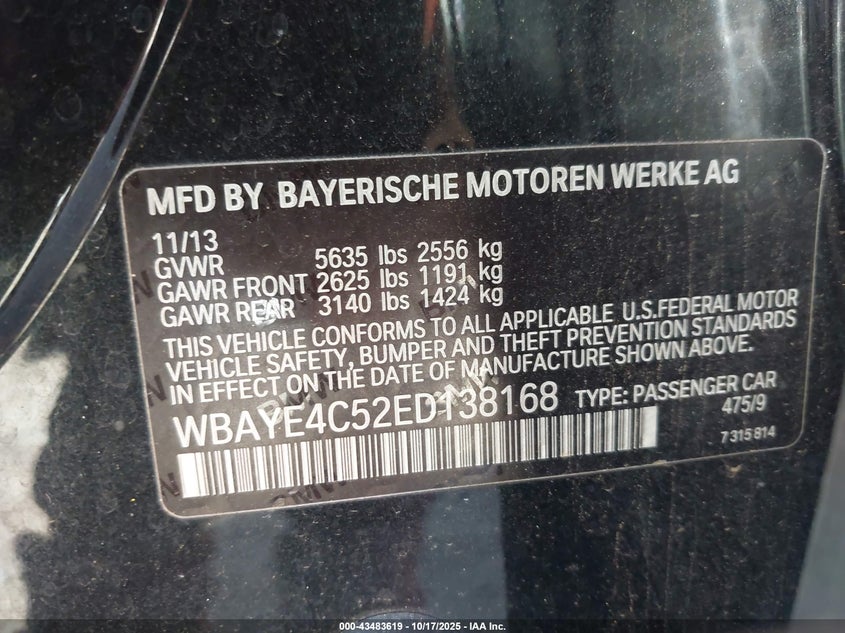 MFD BY BAYERISCHE MOTOREN WERKE AG
11/13
GVWR 5635 lbs 2556 kg
GAWR FRONT 2625 lbs 1191 kg
GAWR REAR 3140 lbs 1424 kg
THIS VEHICLE CONFORMS TO ALL APPLICABLE U.S.FEDERAL MOTOR
VEHICLE SAFETY, BUMPER AND THEFT PREVENTION STANDARDS
IN EFFECT ON THE DATE OF MANUFACTURE SHOWN ABOVE.
WBAYE4C52ED138168 TYPE: PASSENGER CAR
475/9
7 315 814
000-43483619 - 10/17/2025 - IAA Inc.